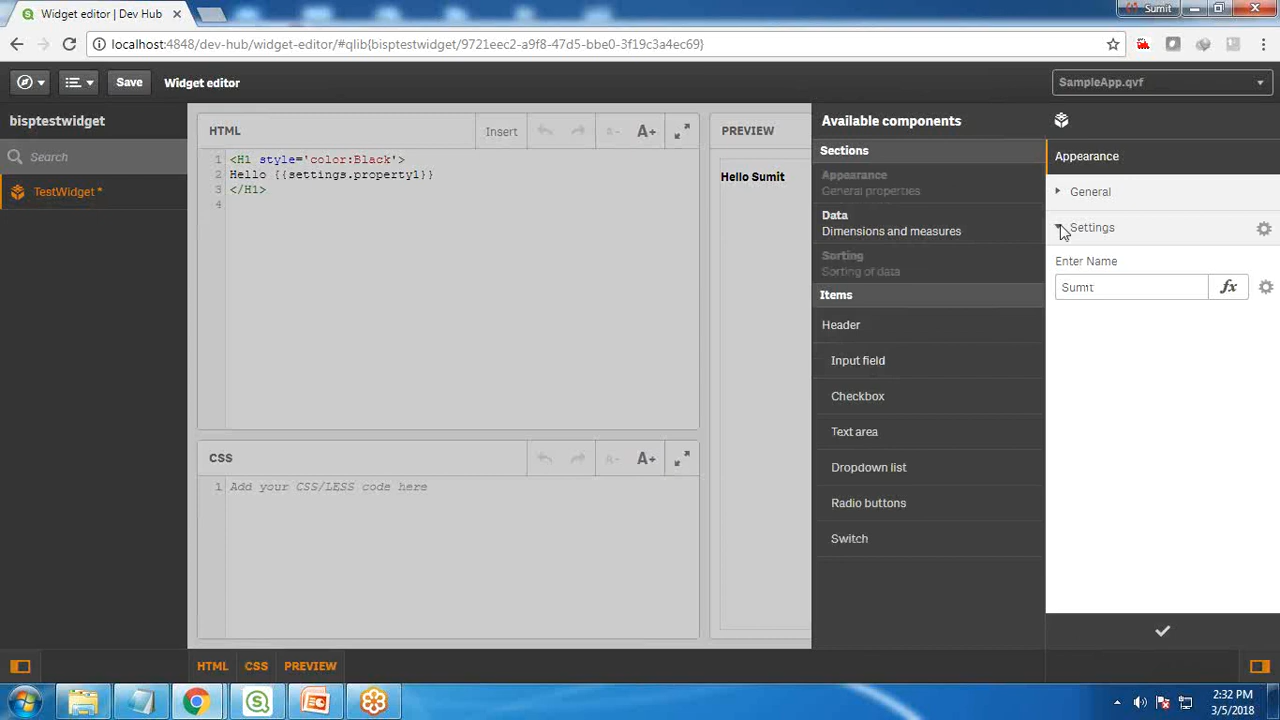 Widget editor | Dev Hub
Sumit
localhost:4848/dev-hub/widget-editor/#qlib{bisptestwidget/9721eec2-a9f8-47d5-bbe0-3f19c3a4ec69}
Save
Widget editor
SampleApp.qvf
bisptestwidget
Search
TestWidget *
HTML
Insert
A-
A+
1 <H1 style='color:Black'>
2 Hello {{settings.property1}}
3 </H1>
4
CSS
A-
A+
1 Add your CSS/LESS code here
PREVIEW
Hello Sumit
Available components
Sections
Appearance
General properties
Data
Dimensions and measures
Sorting
Sorting of data
Items
Header
Input field
Checkbox
Text area
Dropdown list
Radio buttons
Switch
Appearance
General
Settings
Enter Name
Sumit
fx
HTML
CSS
PREVIEW
2:32 PM
3/5/2018